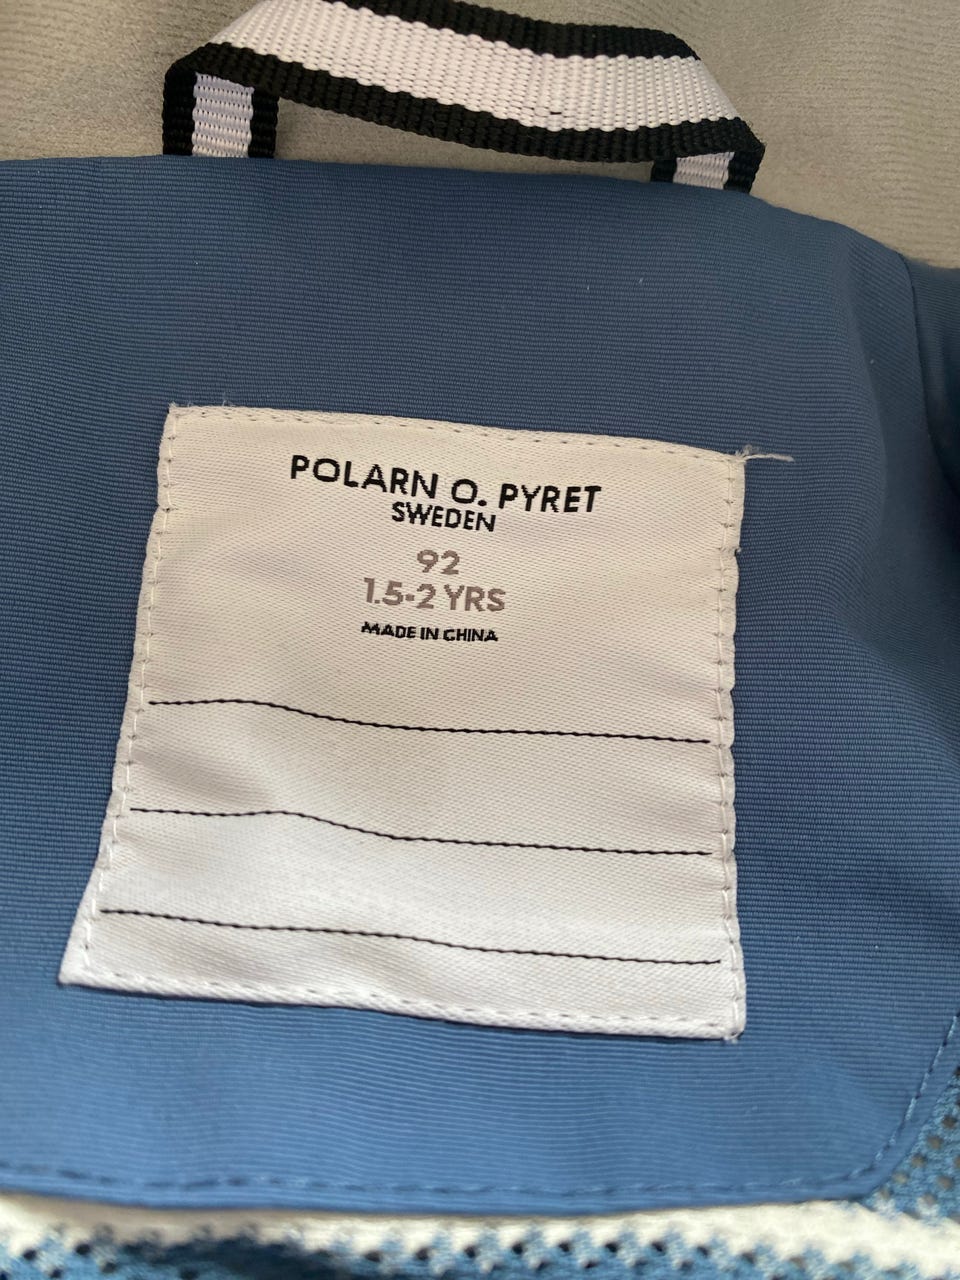 POLARN O. PYRET
SWEDEN
92
1.5-2 YRS
MADE IN CHINA